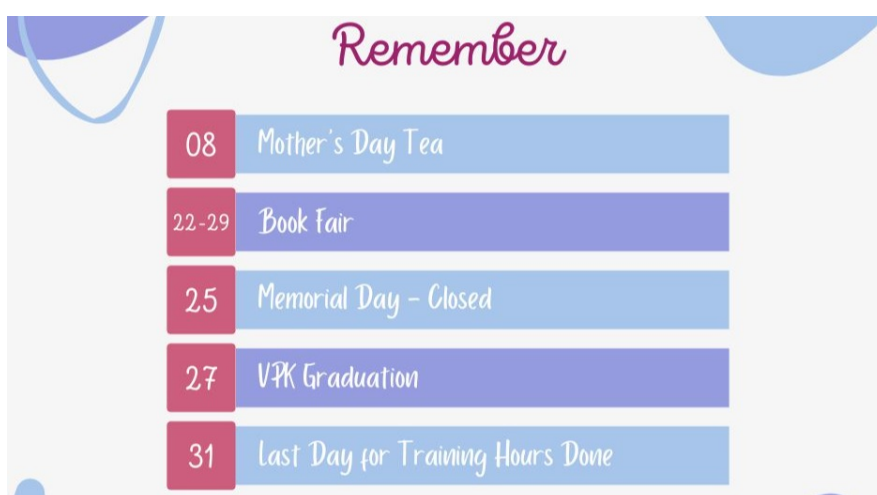 Remember
08 Mother's Day Tea
22-29 Book Fair
25 Memorial Day - Closed
27 VPK Graduation
31 Last Day for Training Hours Done